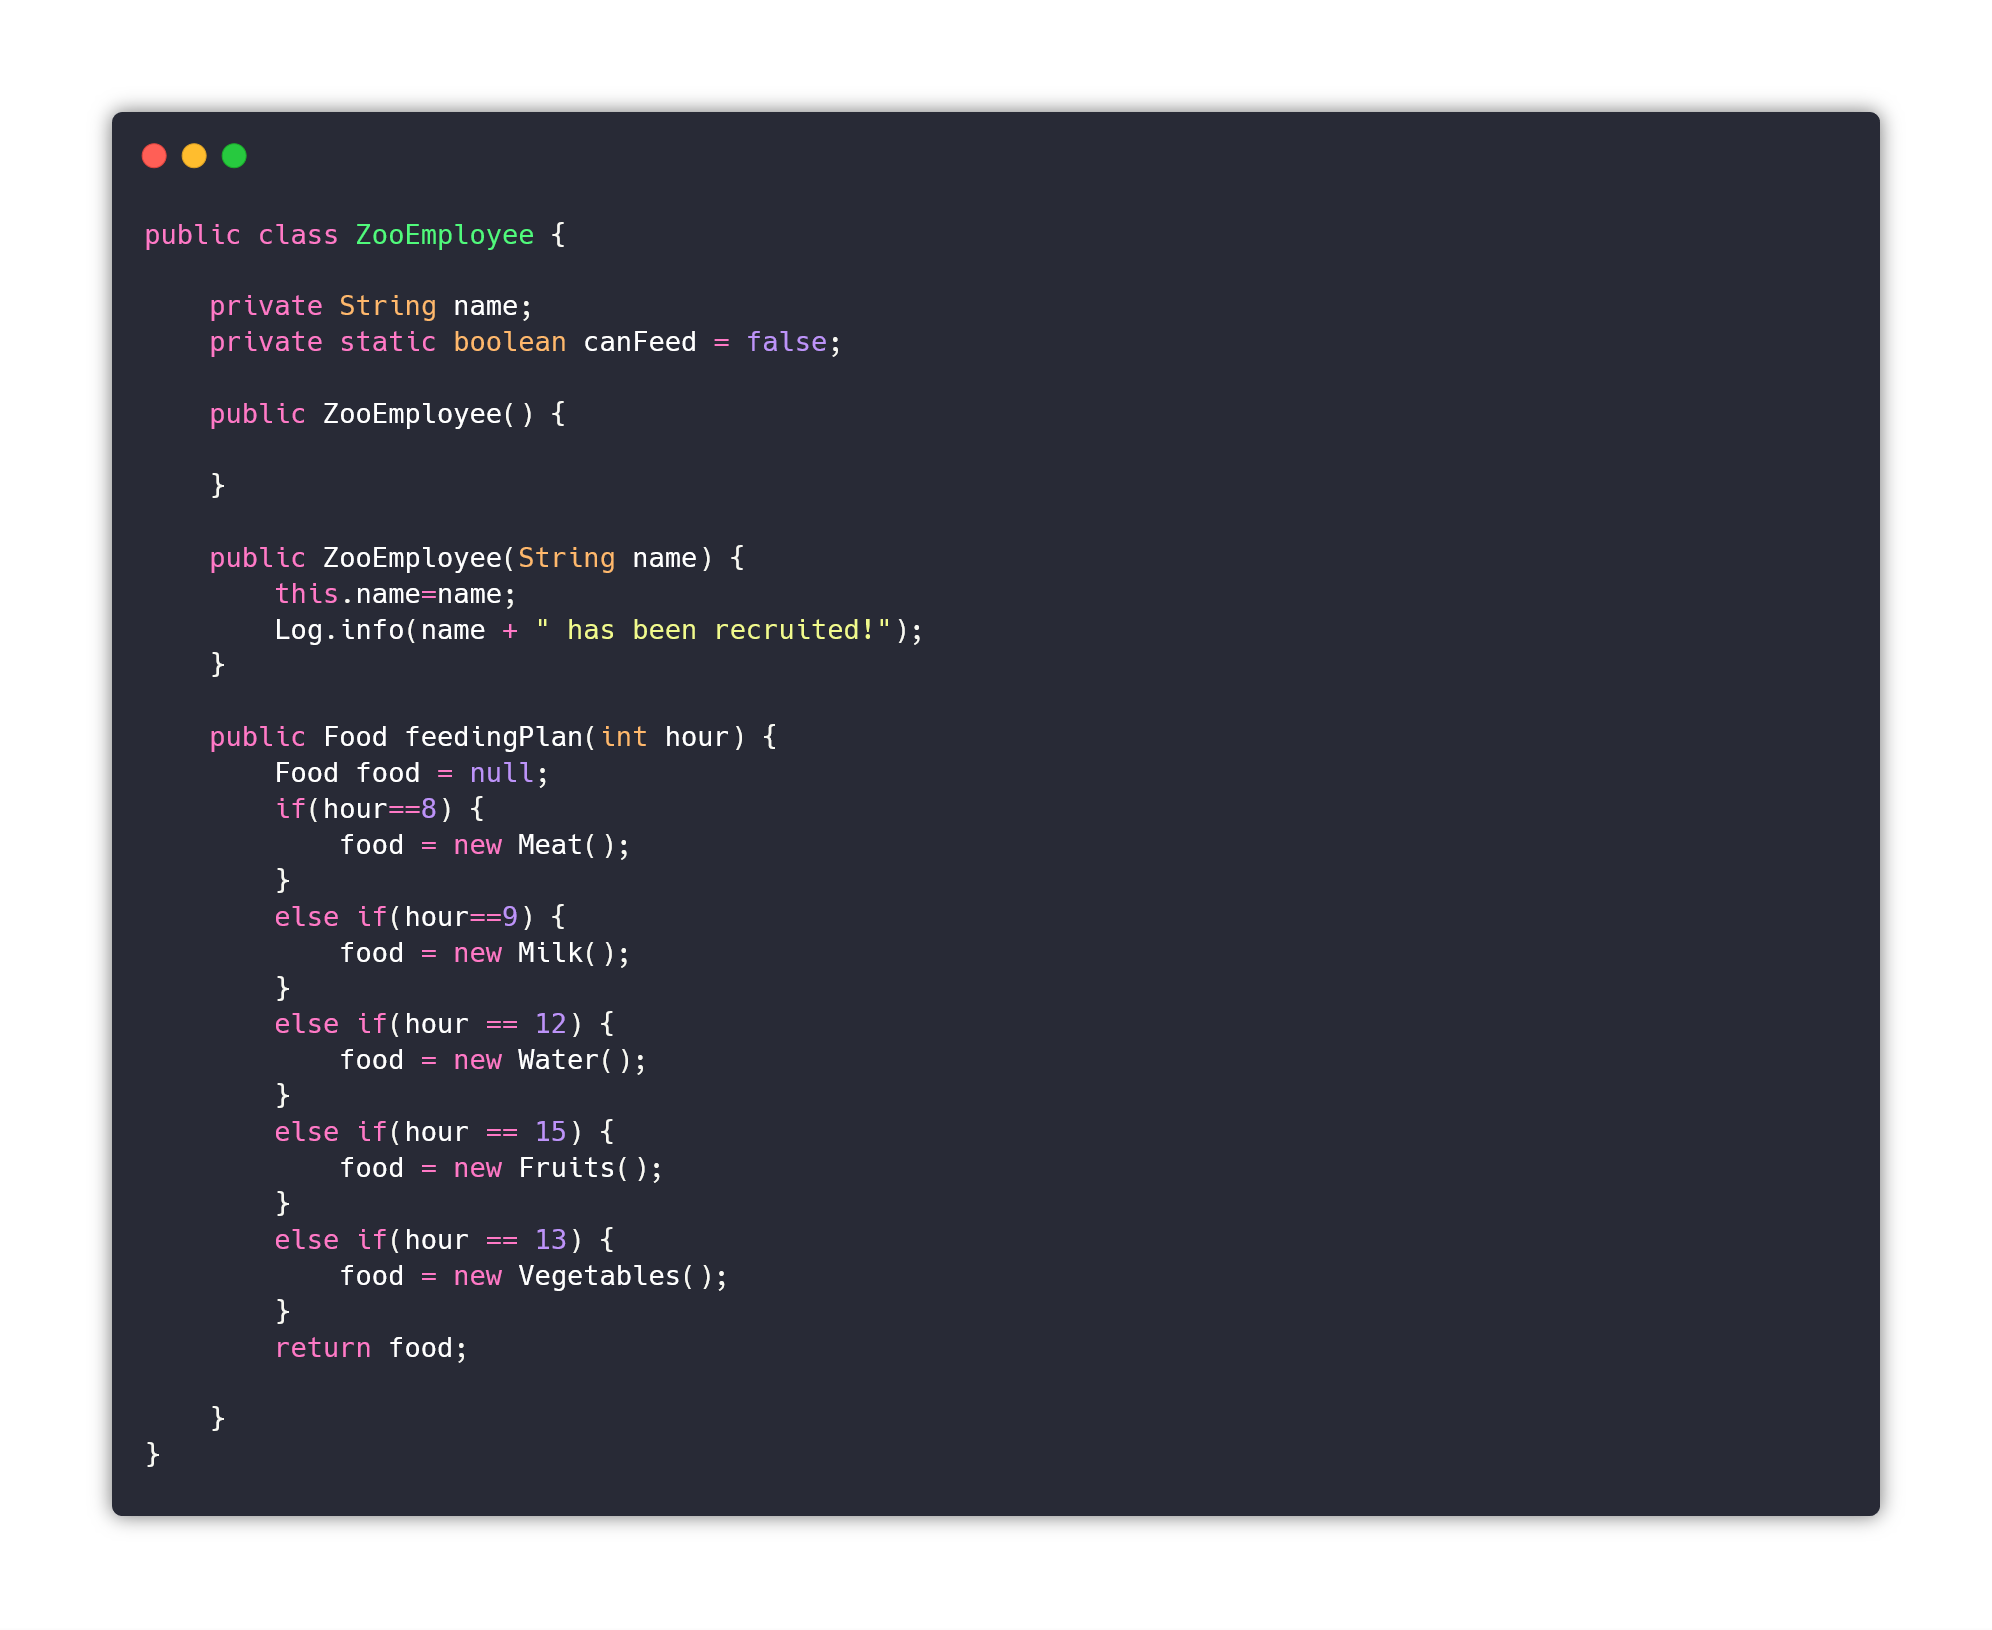 public class ZooEmployee {
    private String name;
    private static boolean canFeed = false;
    public ZooEmployee() {
    }
    public ZooEmployee(String name) {
        this.name=name;
        Log.info(name + " has been recruited!");
    }
    public Food feedingPlan(int hour) {
        Food food = null;
        if(hour==8) {
            food = new Meat();
        }
        else if(hour==9) {
            food = new Milk();
        }
        else if(hour == 12) {
            food = new Water();
        }
        else if(hour == 15) {
            food = new Fruits();
        }
        else if(hour == 13) {
            food = new Vegetables();
        }
        return food;
    }
}